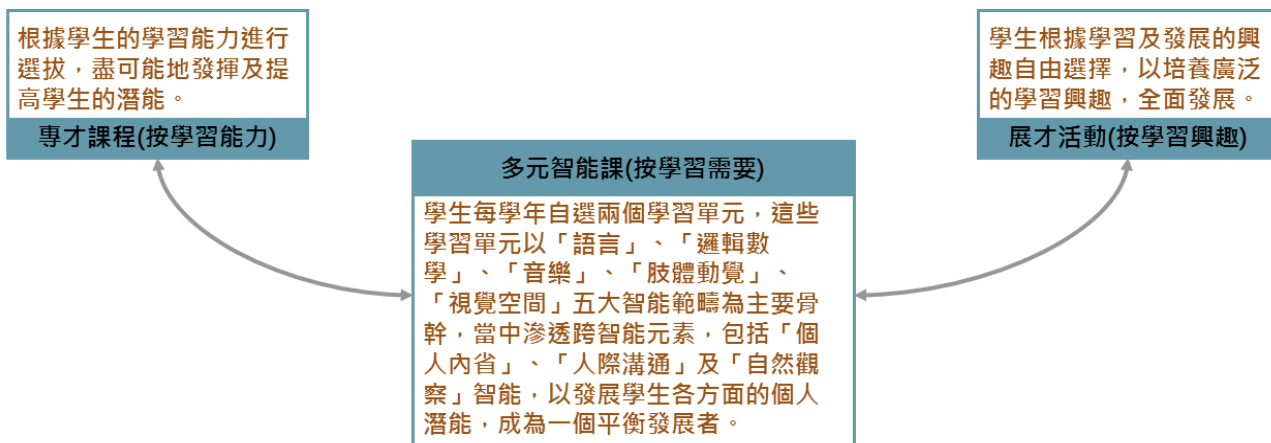 根據學生的學習能力進行
選拔，盡可能地發揮及提
高學生的潛能。
專才課程(按學習能力)
學生根據學習及發展的興
趣自由選擇，以培養廣泛
的學習興趣，全面發展。
展才活動(按學習興趣)
多元智能課(按學習需要)
學生每學年自選兩個學習單元，這些
學習單元以「語言」、「邏輯數
學」、「音樂」、「肢體動覺」、
「視覺空間」五大智能範疇為主要骨
幹，當中滲透跨智能元素，包括「個
人內省」、「人際溝通」及「自然觀
察」智能，以發展學生各方面的個人
潛能，成為一個平衡發展者。